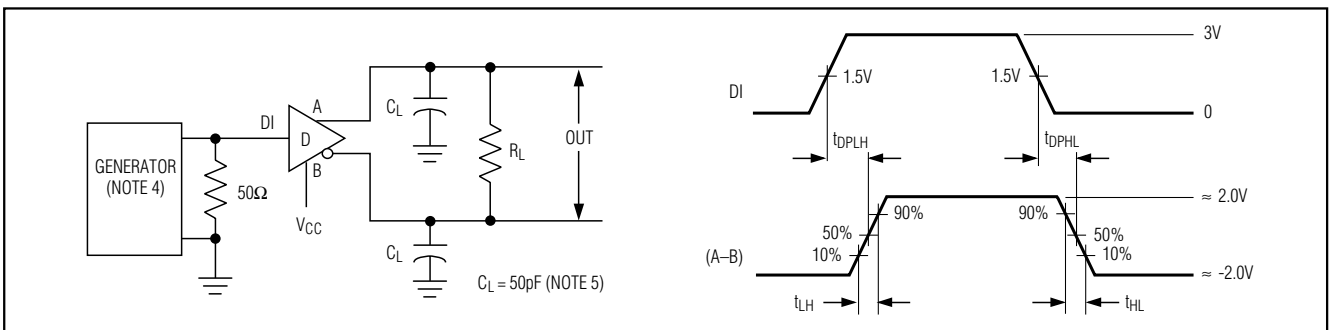 GENERATOR
(NOTE 4)
50Ω
DI
D
A
B
VCC
CL
CL
RL
OUT
CL = 50pF (NOTE 5)
DI
1.5V
1.5V
3V
0
tDPLH
tDPHL
(A–B)
90%
50%
10%
90%
50%
10%
≈ 2.0V
≈ -2.0V
tLH
tHL